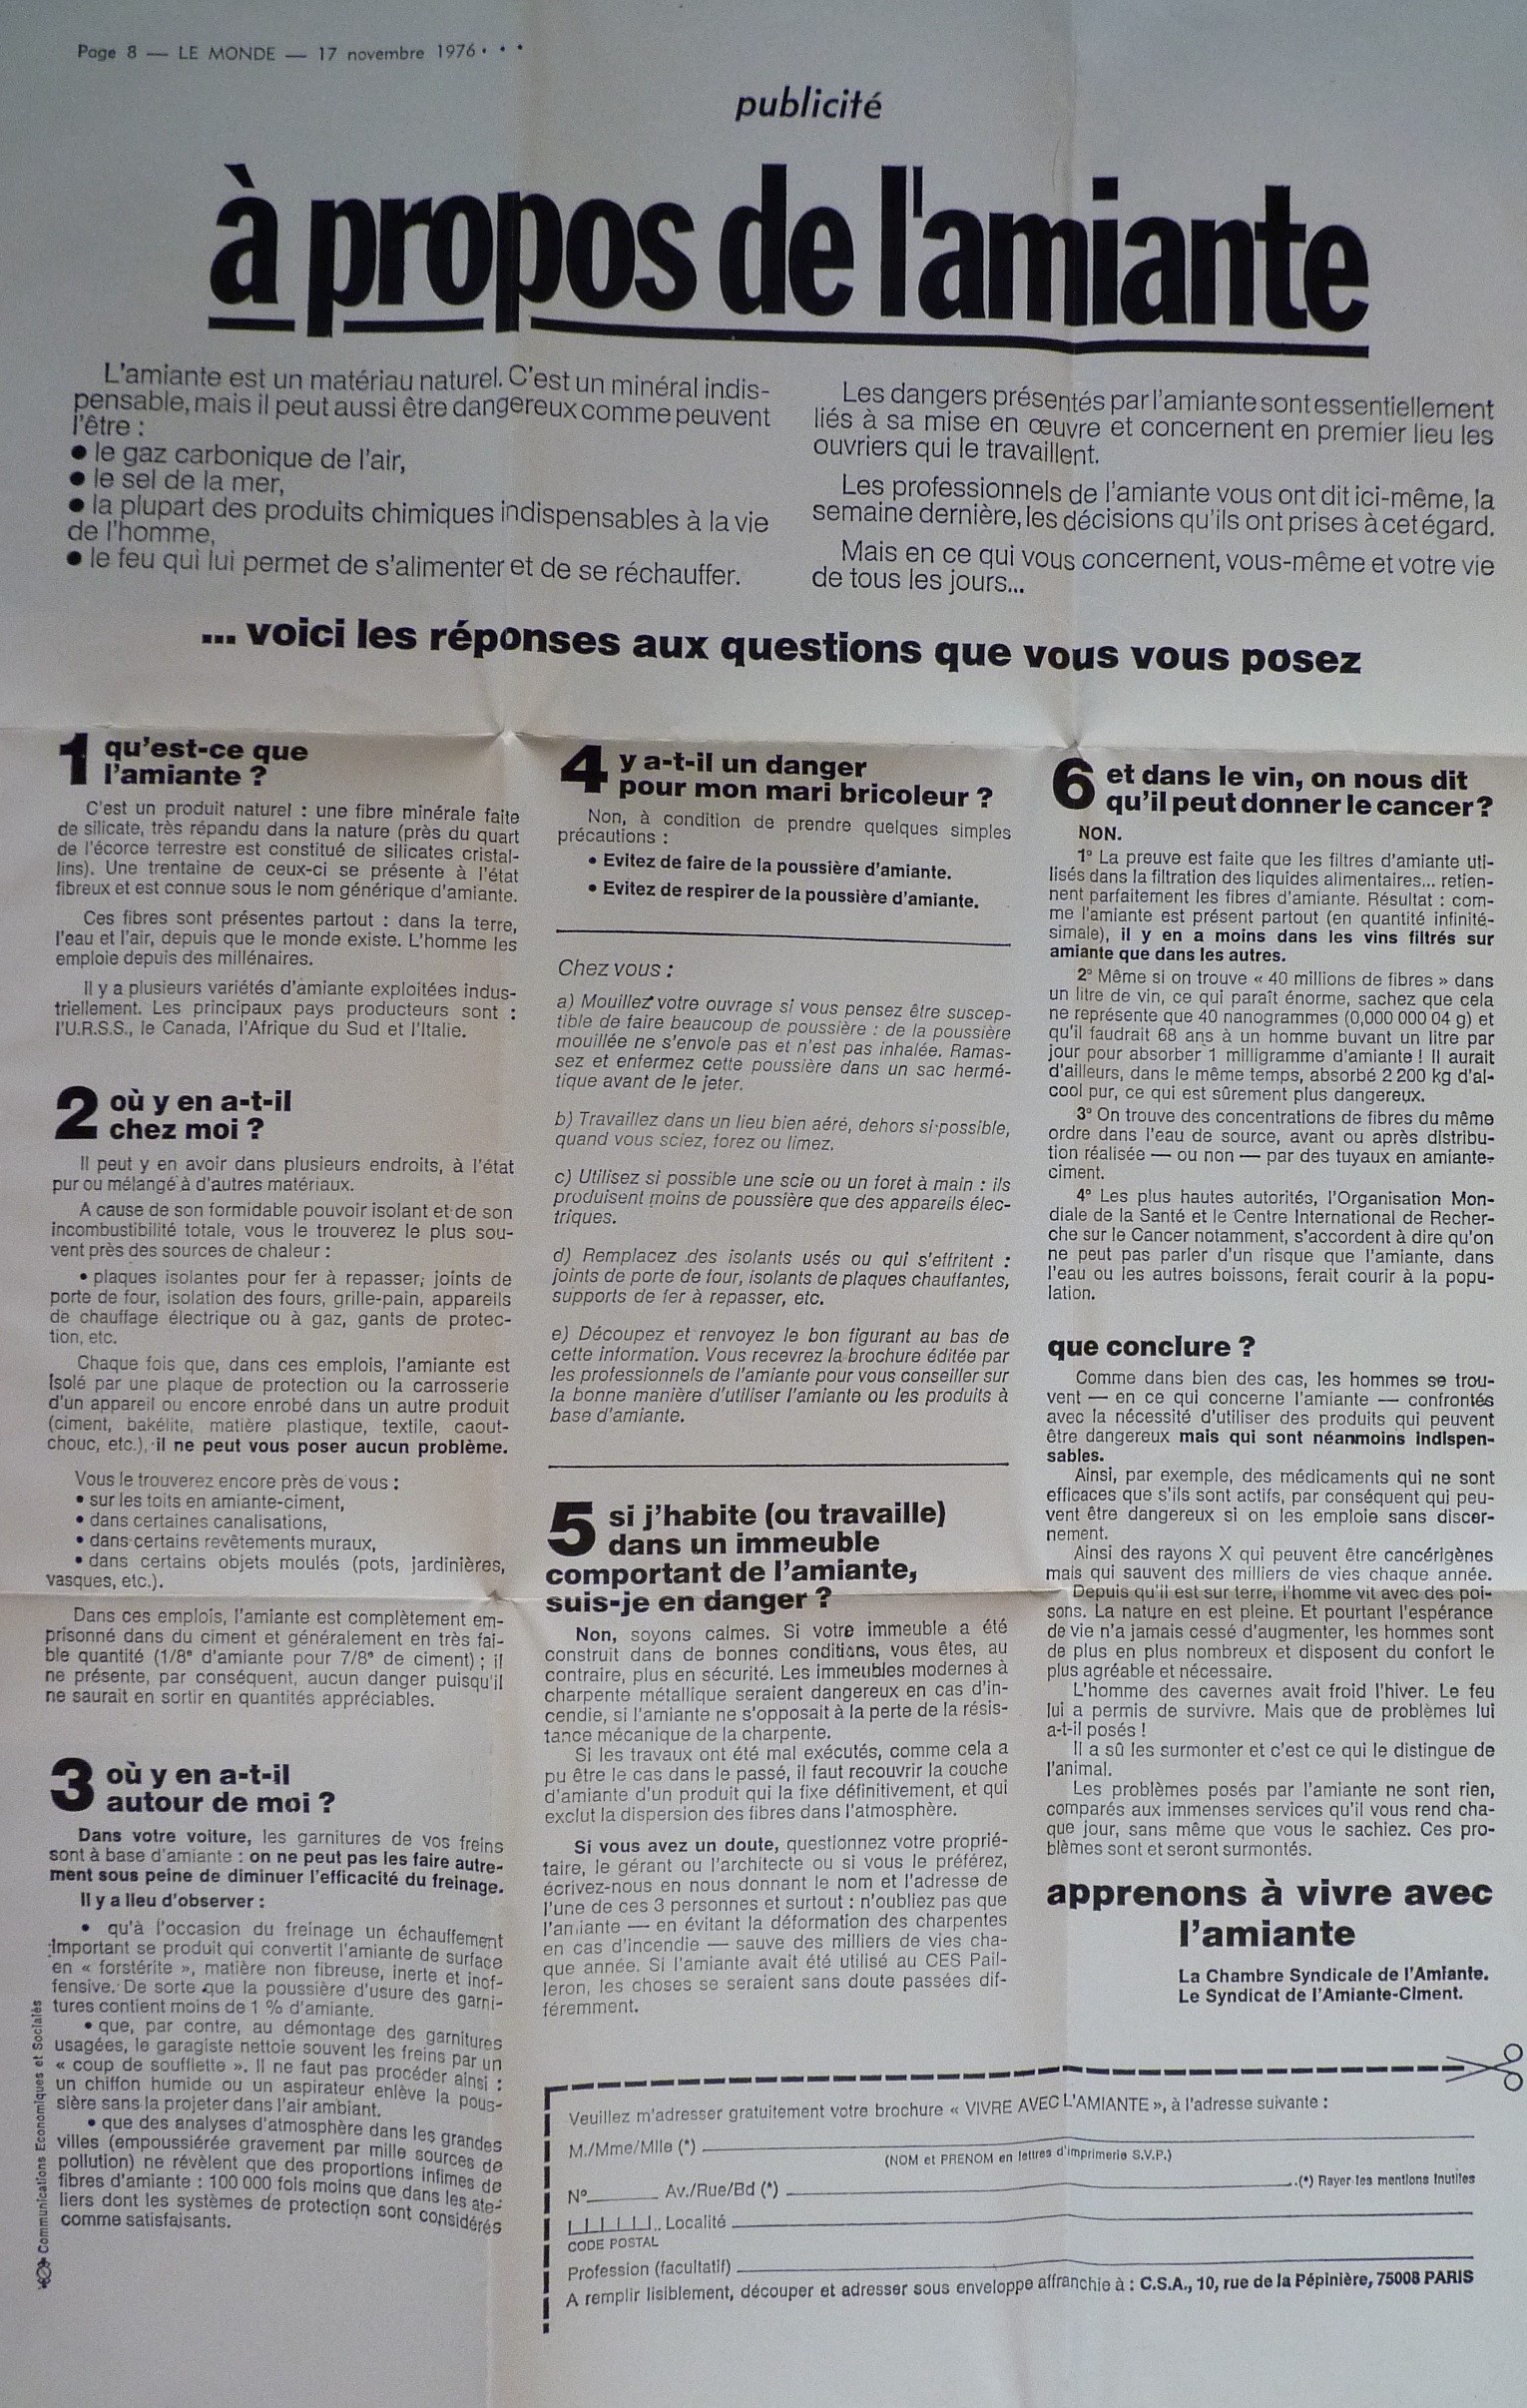 Page 8 — LE MONDE — 17 novembre 1976 • • •
publicité
à propos de l'amiante
L'amiante est un matériau naturel. C'est un minéral indis-
pensable, mais il peut aussi être dangereux comme peuvent
l'être :
● le gaz carbonique de l'air,
● le sel de la mer,
● la plupart des produits chimiques indispensables à la vie
de l'homme,
● le feu qui lui permet de s'alimenter et de se réchauffer.
Les dangers présentés par l'amiante sont essentiellement
liés à sa mise en œuvre et concernent en premier lieu les
ouvriers qui le travaillent.
Les professionnels de l'amiante vous ont dit ici-même, la
semaine dernière, les décisions qu'ils ont prises à cet égard.
Mais en ce qui vous concernent, vous-même et votre vie
de tous les jours...
... voici les réponses aux questions que vous vous posez
1 qu'est-ce que
l'amiante ?
C'est un produit naturel : une fibre minérale faite
de silicate, très répandu dans la nature (près du quart
de l'écorce terrestre est constitué de silicates cristal-
lins). Une trentaine de ceux-ci se présente à l'état
fibreux et est connue sous le nom générique d'amiante.
Ces fibres sont présentes partout : dans la terre,
l'eau et l'air, depuis que le monde existe. L'homme les
emploie depuis des millénaires.
Il y a plusieurs variétés d'amiante exploitées indus-
triellement. Les principaux pays producteurs sont :
l'U.R.S.S., le Canada, l'Afrique du Sud et l'Italie.
2 où y en a-t-il
chez moi ?
Il peut y en avoir dans plusieurs endroits, à l'état
pur ou mélangé à d'autres matériaux.
A cause de son formidable pouvoir isolant et de son
incombustibilité totale, vous le trouverez le plus sou-
vent près des sources de chaleur :
• plaques isolantes pour fer à repasser, joints de
porte de four, isolation des fours, grille-pain, appareils
de chauffage électrique ou à gaz, gants de protec-
tion, etc.
Chaque fois que, dans ces emplois, l'amiante est
isolé par une plaque de protection ou la carrosserie
d'un appareil ou encore enrobé dans un autre produit
(ciment, bakélite, matière plastique, textile, caout-
chouc, etc.), il ne peut vous poser aucun problème.
Vous le trouverez encore près de vous :
• sur les toits en amiante-ciment,
• dans certaines canalisations,
• dans certains revêtements muraux,
• dans certains objets moulés (pots, jardinières,
vasques, etc.).
Dans ces emplois, l'amiante est complètement em-
prisonné dans du ciment et généralement en très fai-
ble quantité (1/8e d'amiante pour 7/8e de ciment) ; il
ne présente, par conséquent, aucun danger puisqu'il
ne saurait en sortir en quantités appréciables.
3 où y en a-t-il
autour de moi ?
Dans votre voiture, les garnitures de vos freins
sont à base d'amiante : on ne peut pas les faire autre-
ment sous peine de diminuer l'efficacité du freinage.
Il y a lieu d'observer :
• qu'à l'occasion du freinage un échauffement
important se produit qui convertit l'amiante de surface
en « forstérite », matière non fibreuse, inerte et inof-
fensive. De sorte que la poussière d'usure des garni-
tures contient moins de 1 % d'amiante.
• que, par contre, au démontage des garnitures
usagées, le garagiste nettoie souvent les freins par un
« coup de soufflette ». Il ne faut pas procéder ainsi :
un chiffon humide ou un aspirateur enlève la pous-
sière sans la projeter dans l'air ambiant.
• que des analyses d'atmosphère dans les grandes
villes (empoussiérée gravement par mille sources de
pollution) ne révèlent que des proportions infimes de
fibres d'amiante : 100 000 fois moins que dans les ate-
liers dont les systèmes de protection sont considérés
comme satisfaisants.
Communications Economiques et Sociales
4 y a-t-il un danger
pour mon mari bricoleur ?
Non, à condition de prendre quelques simples
précautions :
• Evitez de faire de la poussière d'amiante.
• Evitez de respirer de la poussière d'amiante.
Chez vous :
a) Mouillez votre ouvrage si vous pensez être suscep-
tible de faire beaucoup de poussière : de la poussière
mouillée ne s'envole pas et n'est pas inhalée. Ramas-
sez et enfermez cette poussière dans un sac hermé-
tique avant de le jeter.
b) Travaillez dans un lieu bien aéré, dehors si possible,
quand vous sciez, forez ou limez.
c) Utilisez si possible une scie ou un foret à main : ils
produisent moins de poussière que des appareils élec-
triques.
d) Remplacez des isolants usés ou qui s'effritent :
joints de porte de four, isolants de plaques chauffantes,
supports de fer à repasser, etc.
e) Découpez et renvoyez le bon figurant au bas de
cette information. Vous recevrez la brochure éditée par
les professionnels de l'amiante pour vous conseiller sur
la bonne manière d'utiliser l'amiante ou les produits à
base d'amiante.
5 si j'habite (ou travaille)
dans un immeuble
comportant de l'amiante,
suis-je en danger ?
Non, soyons calmes. Si votre immeuble a été
construit dans de bonnes conditions, vous êtes, au
contraire, plus en sécurité. Les immeubles modernes à
charpente métallique seraient dangereux en cas d'in-
cendie, si l'amiante ne s'opposait à la perte de la résis-
tance mécanique de la charpente.
Si les travaux ont été mal exécutés, comme cela a
pu être le cas dans le passé, il faut recouvrir la couche
d'amiante d'un produit qui la fixe définitivement, et qui
exclut la dispersion des fibres dans l'atmosphère.
Si vous avez un doute, questionnez votre proprié-
taire, le gérant ou l'architecte ou si vous le préférez,
écrivez-nous en nous donnant le nom et l'adresse de
l'une de ces 3 personnes et surtout : n'oubliez pas que
l'amiante — en évitant la déformation des charpentes
en cas d'incendie — sauve des milliers de vies cha-
que année. Si l'amiante avait été utilisé au CES Pail-
leron, les choses se seraient sans doute passées dif-
féremment.
6 et dans le vin, on nous dit
qu'il peut donner le cancer?
NON.
1° La preuve est faite que les filtres d'amiante uti-
lisés dans la filtration des liquides alimentaires... retien-
nent parfaitement les fibres d'amiante. Résultat : com-
me l'amiante est présent partout (en quantité infinité-
simale), il y en a moins dans les vins filtrés sur
amiante que dans les autres.
2° Même si on trouve « 40 millions de fibres » dans
un litre de vin, ce qui paraît énorme, sachez que cela
ne représente que 40 nanogrammes (0,000 000 04 g) et
qu'il faudrait 68 ans à un homme buvant un litre par
jour pour absorber 1 milligramme d'amiante ! Il aurait
d'ailleurs, dans le même temps, absorbé 2 200 kg d'al-
cool pur, ce qui est sûrement plus dangereux.
3° On trouve des concentrations de fibres du même
ordre dans l'eau de source, avant ou après distribu-
tion réalisée — ou non — par des tuyaux en amiante-
ciment.
4° Les plus hautes autorités, l'Organisation Mon-
diale de la Santé et le Centre International de Recher-
che sur le Cancer notamment, s'accordent à dire qu'on
ne peut pas parler d'un risque que l'amiante, dans
l'eau ou les autres boissons, ferait courir à la popu-
lation.
que conclure ?
Comme dans bien des cas, les hommes se trou-
vent — en ce qui concerne l'amiante — confrontés
avec la nécessité d'utiliser des produits qui peuvent
être dangereux mais qui sont néanmoins indispen-
sables.
Ainsi, par exemple, des médicaments qui ne sont
efficaces que s'ils sont actifs, par conséquent qui peu-
vent être dangereux si on les emploie sans discer-
nement.
Ainsi des rayons X qui peuvent être cancérigènes
mais qui sauvent des milliers de vies chaque année.
Depuis qu'il est sur terre, l'homme vit avec des poi-
sons. La nature en est pleine. Et pourtant l'espérance
de vie n'a jamais cessé d'augmenter, les hommes sont
de plus en plus nombreux et disposent du confort le
plus agréable et nécessaire.
L'homme des cavernes avait froid l'hiver. Le feu
lui a permis de survivre. Mais que de problèmes lui
a-t-il posés !
Il a sû les surmonter et c'est ce qui le distingue de
l'animal.
Les problèmes posés par l'amiante ne sont rien,
comparés aux immenses services qu'il vous rend cha-
que jour, sans même que vous le sachiez. Ces pro-
blèmes sont et seront surmontés.
apprenons à vivre avec
l'amiante
La Chambre Syndicale de l'Amiante.
Le Syndicat de l'Amiante-Ciment.
Veuillez m'adresser gratuitement votre brochure « VIVRE AVEC L'AMIANTE », à l'adresse suivante :
M./Mme/Mlle (*)
(NOM et PRENOM en lettres d'imprimerie S.V.P.)
N° Av./Rue/Bd (*) (*) Rayer les mentions inutiles
Localité
CODE POSTAL
Profession (facultatif)
A remplir lisiblement, découper et adresser sous enveloppe affranchie à : C.S.A., 10, rue de la Pépinière, 75008 PARIS